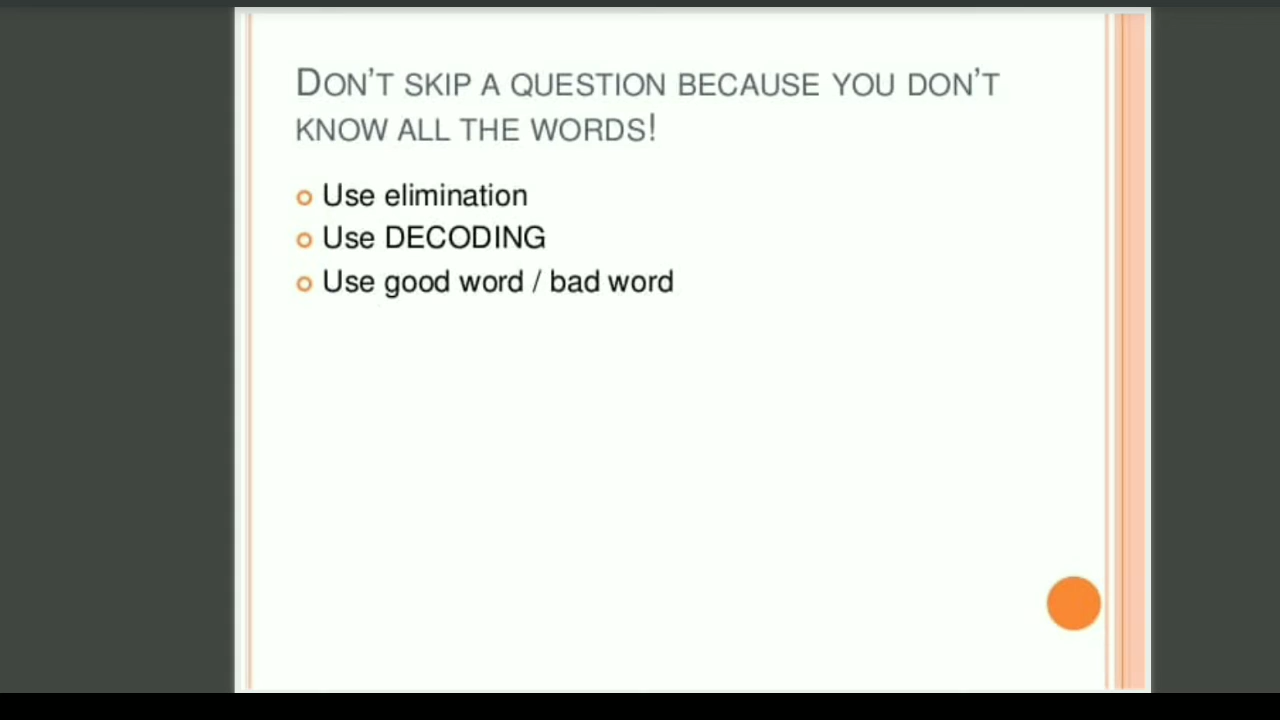 DON'T SKIP A QUESTION BECAUSE YOU DON'T
KNOW ALL THE WORDS!
Use elimination
Use DECODING
Use good word / bad word